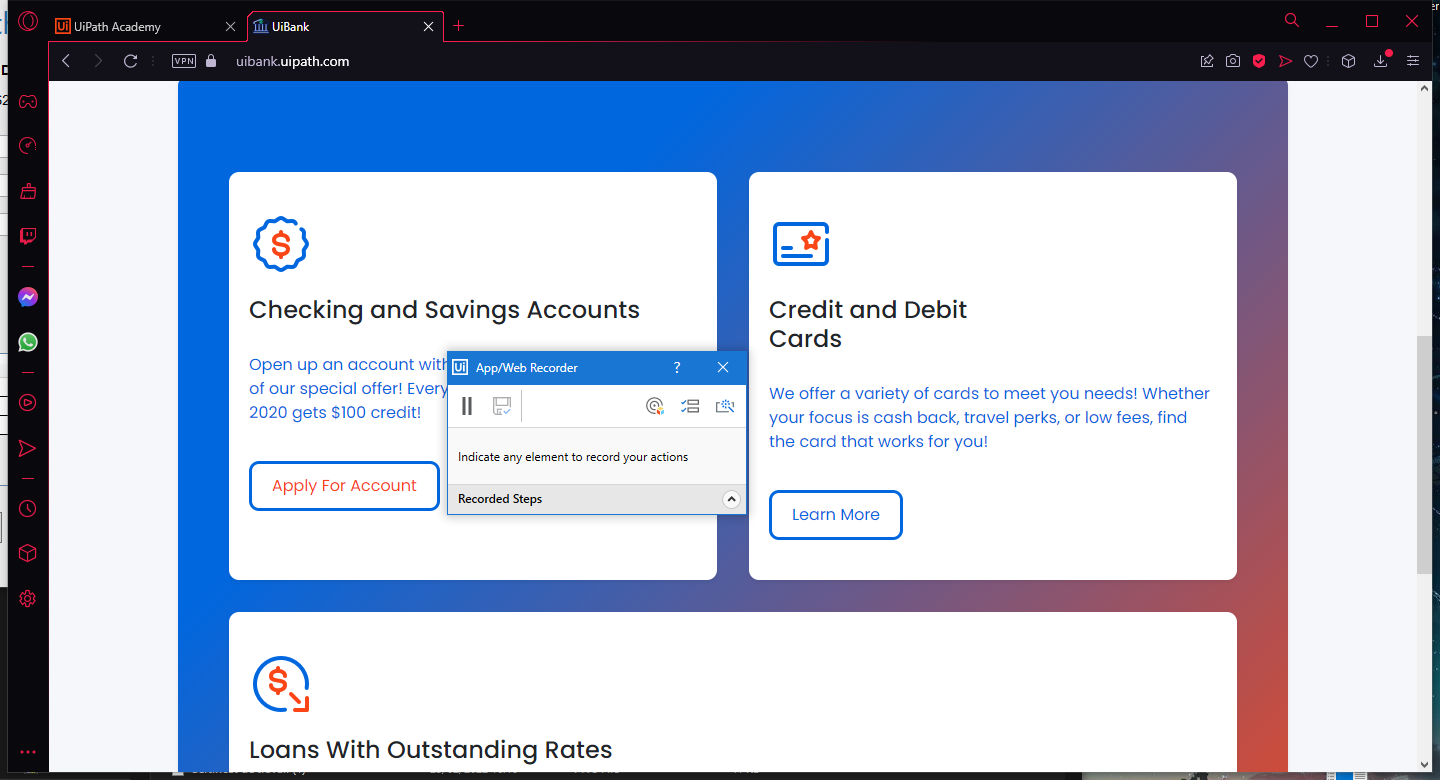 Ui UiPath Academy
UiBank
VPN
uibank.uipath.com
$
Checking and Savings Accounts
Open up an account with
of our special offer! Every
2020 gets $100 credit!
Apply For Account
Credit and Debit
Cards
We offer a variety of cards to meet you needs! Whether
your focus is cash back, travel perks, or low fees, find
the card that works for you!
Learn More
Ui App/Web Recorder
?
Indicate any element to record your actions
Recorded Steps
$
Loans With Outstanding Rates